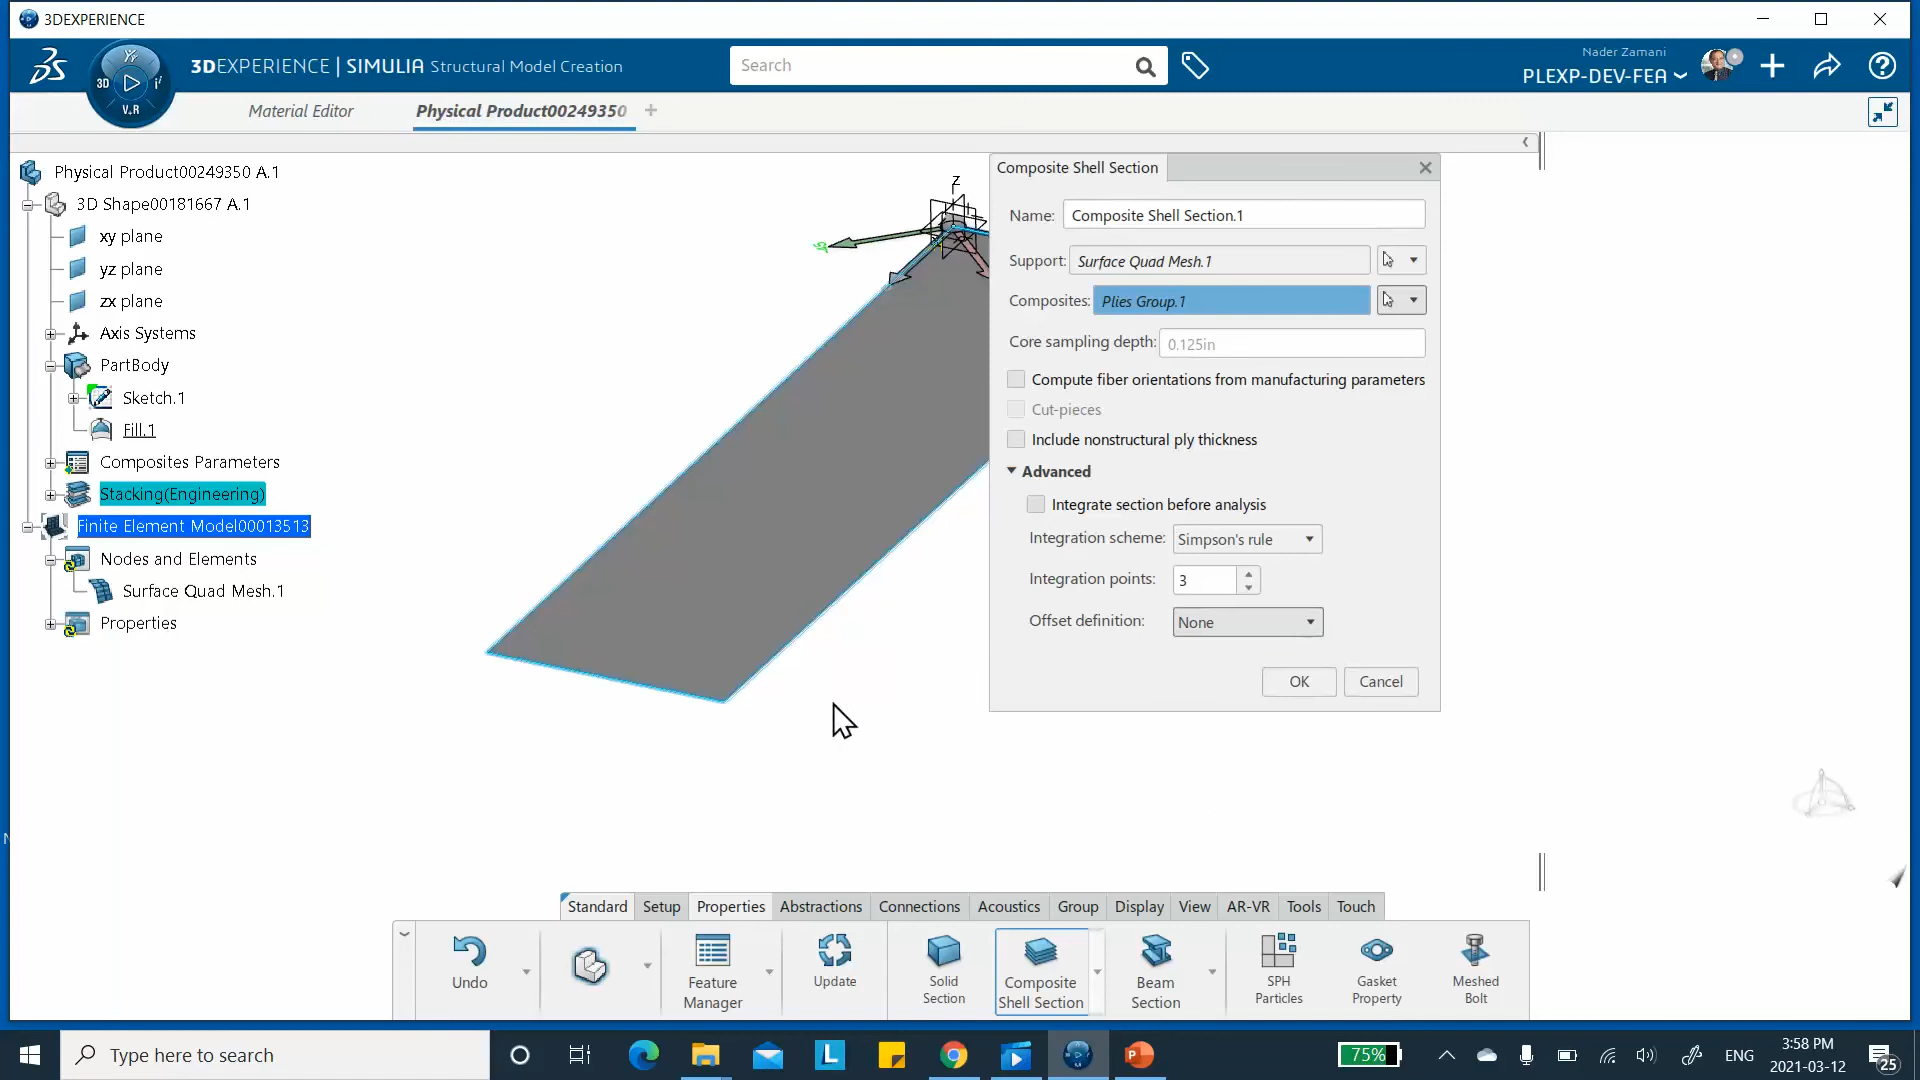 3DEXPERIENCE
3DEXPERIENCE | SIMULIA Structural Model Creation
3D
V.R
Search
Nader Zamani
PLEXP-DEV-FEA
Material Editor
Physical Product00249350
Physical Product00249350 A.1
3D Shape00181667 A.1
xy plane
yz plane
zx plane
Axis Systems
PartBody
Sketch.1
Fill.1
Composites Parameters
Stacking(Engineering)
Finite Element Model00013513
Nodes and Elements
Surface Quad Mesh.1
Properties
Z
Composite Shell Section
Name: Composite Shell Section.1
Support: Surface Quad Mesh.1
Composites: Plies Group.1
Core sampling depth: 0.125in
Compute fiber orientations from manufacturing parameters
Cut-pieces
Include nonstructural ply thickness
Advanced
Integrate section before analysis
Integration scheme: Simpson's rule
Integration points: 3
Offset definition: None
OK Cancel
Standard Setup Properties Abstractions Connections Acoustics Group Display View AR-VR Tools Touch
Undo
Feature Manager
Update
Solid Section
Composite Shell Section
Beam Section
SPH Particles
Gasket Property
Meshed Bolt
Type here to search
75%
ENG
3:58 PM
2021-03-12
25